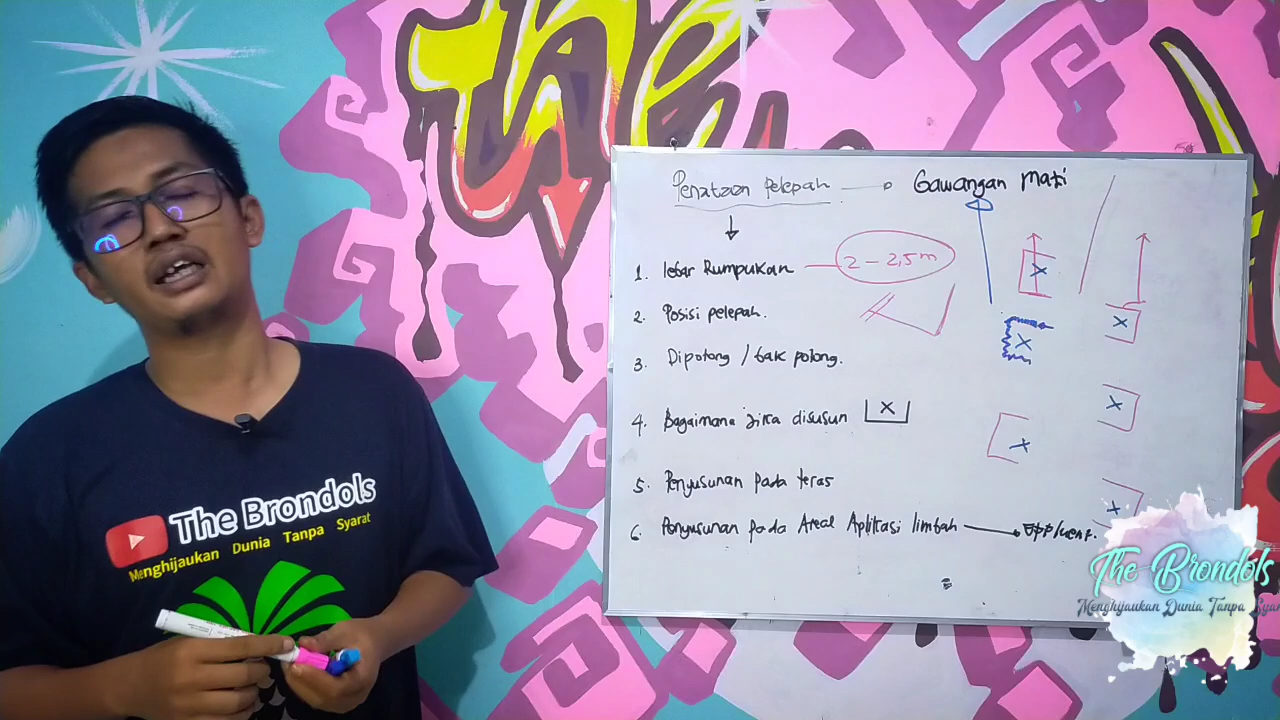 Penataan Pelepah Gawangan Mati
1. lebar Rumpukan 2 - 2,5 m
2. Posisi pelepah.
3. Dipotong / tak potong.
4. Bagaimana jika disusun X
5. Penyusunan pada teras
6. Penyusunan pada Areal Aplikasi limbah
X
X
X
X
X
X
The Brondols
Menghijaukan Dunia Tanpa Syarat
The Brondols
Menghijaukan Dunia Tanpa Syar